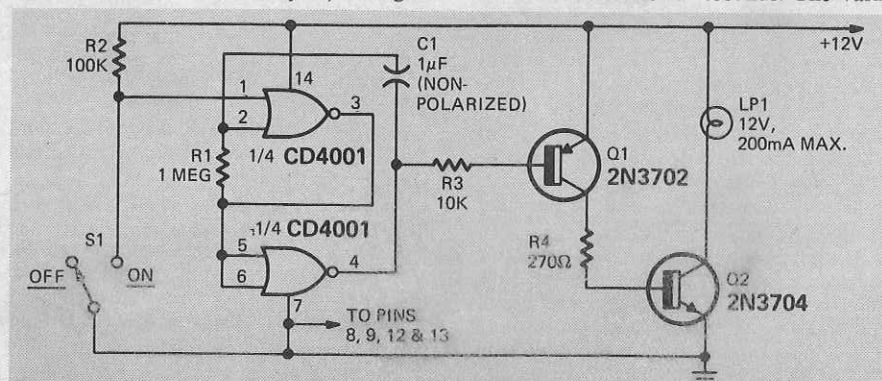 +12V
R2
100K
C1
1µF
(NON-
POLARIZED)
14
1
2
3
LP1
12V,
200mA MAX.
R1
1 MEG
1/4 CD4001
R3
10K
Q1
2N3702
1/4 CD4001
5
6
4
R4
270Ω
S1
OFF
ON
Q2
2N3704
7
TO PINS
8, 9, 12 & 13